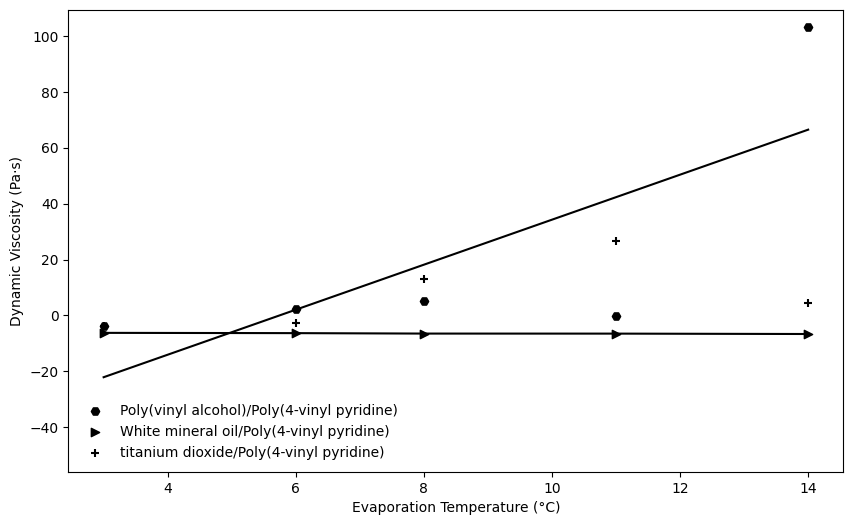 100
80
60
40
20
0
−20
−40
Dynamic Viscosity (Pa·s)
Poly(vinyl alcohol)/Poly(4-vinyl pyridine)
White mineral oil/Poly(4-vinyl pyridine)
titanium dioxide/Poly(4-vinyl pyridine)
4 6 8 10 12 14
Evaporation Temperature (°C)